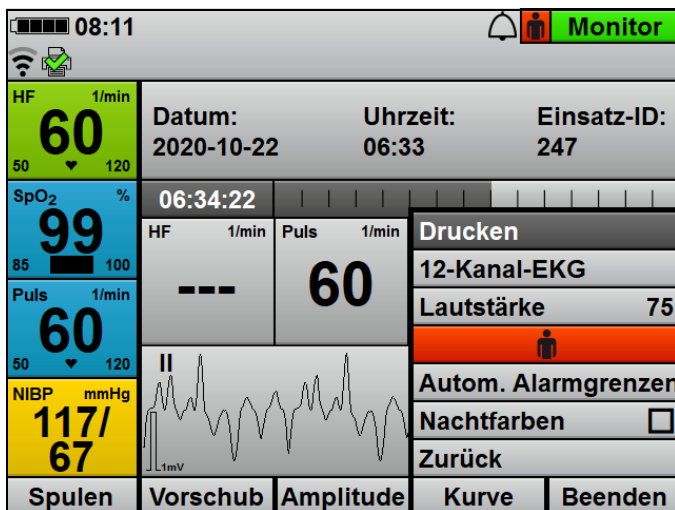 08:11
Monitor
HF 1/min
60
50 120
SpO2 %
99
85 100
Puls 1/min
60
50 120
NIBP mmHg
117/
67
Datum: Uhrzeit: Einsatz-ID:
2020-10-22 06:33 247
06:34:22
HF 1/min
---
Puls 1/min
60
II
1mV
Drucken
12-Kanal-EKG
Lautstärke 75
Autom. Alarmgrenzen
Nachtfarben
Zurück
Spulen Vorschub Amplitude Kurve Beenden